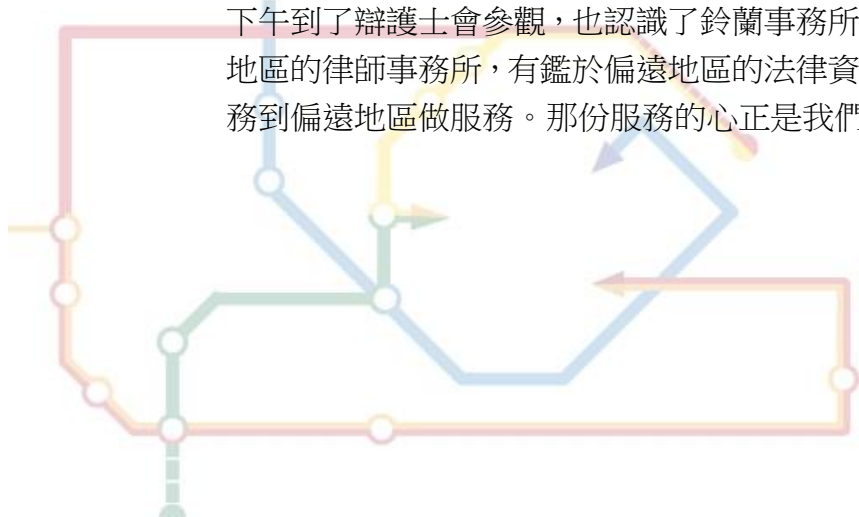 下午到了辯護士會參觀，也認識了鈴蘭事務所
地區的律師事務所，有鑑於偏遠地區的法律資
務到偏遠地區做服務。那份服務的心正是我們